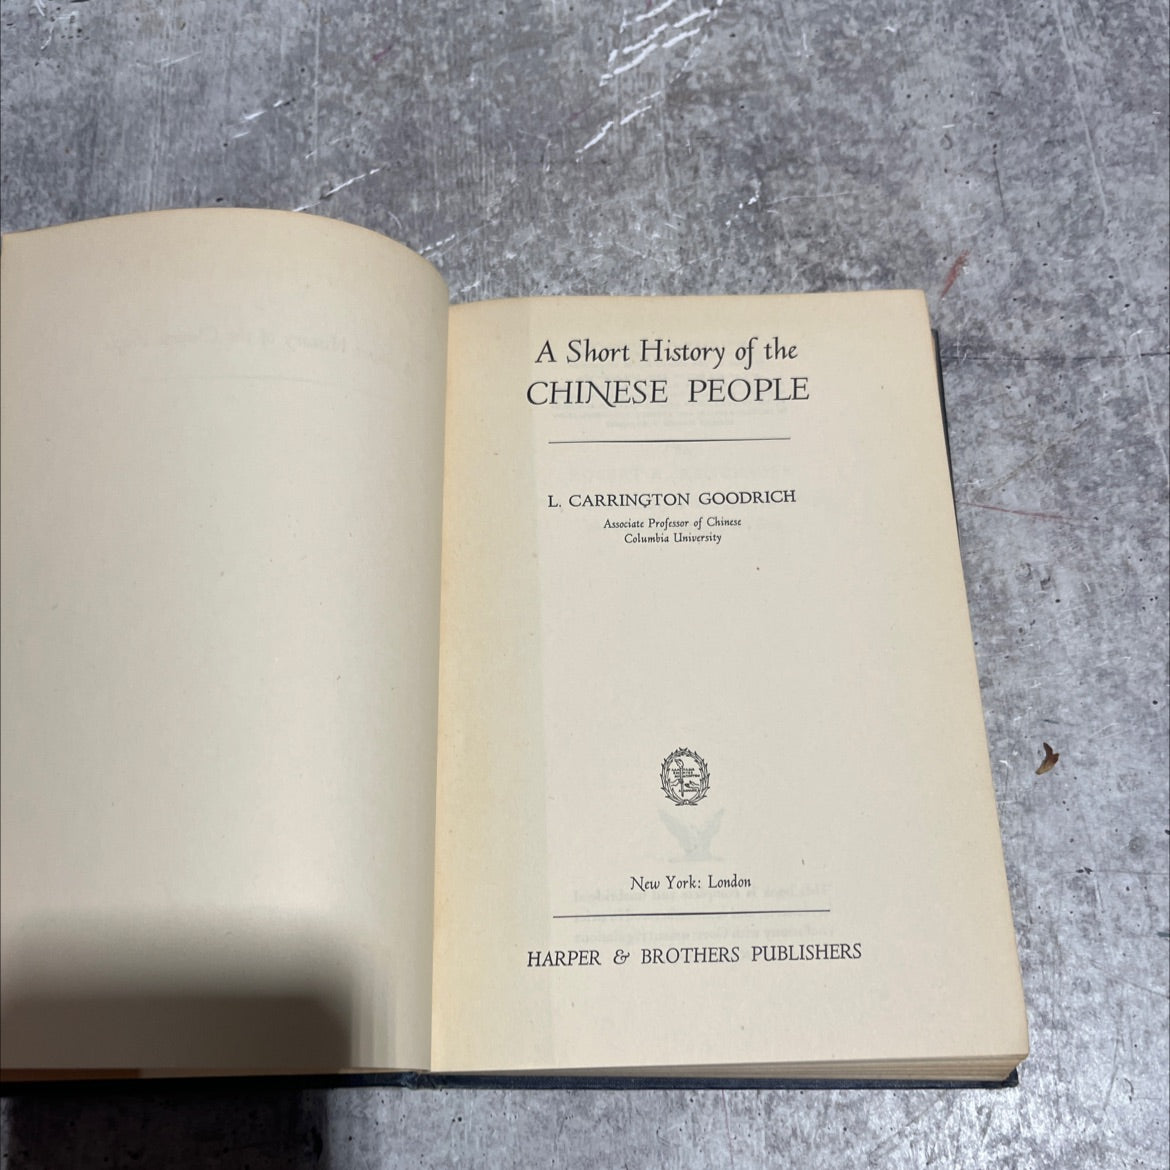 A Short History of the
CHINESE PEOPLE
L. CARRINGTON GOODRICH
Associate Professor of Chinese
Columbia University
New York: London
HARPER & BROTHERS PUBLISHERS